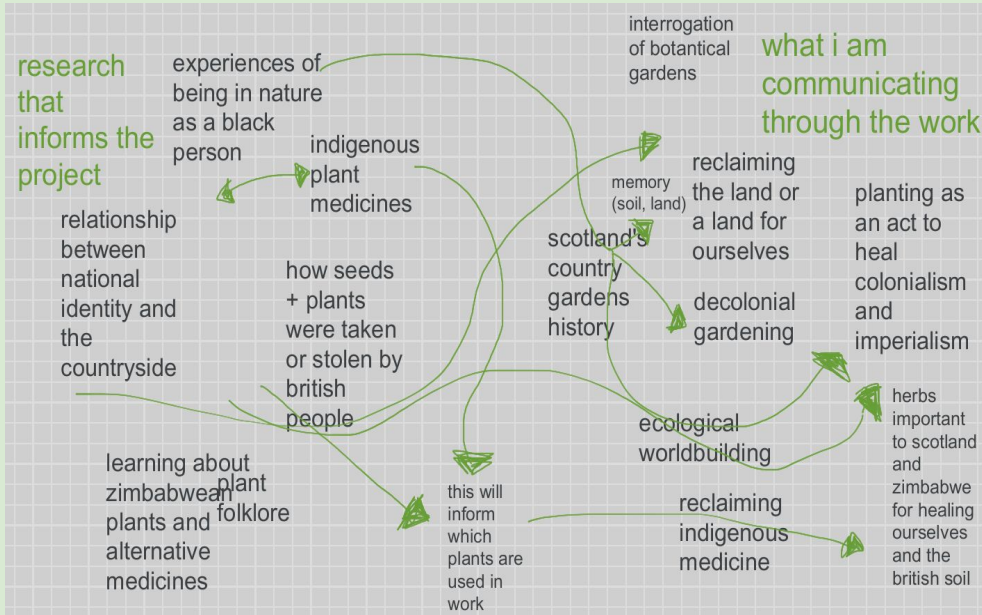 research
that
informs the
project
experiences of
being in nature
as a black
person
indigenous
plant
medicines
relationship
between
national
identity and
the
countryside
how seeds
+ plants
were taken
or stolen by
british
people
learning about
zimbabwean
plants and
alternative
medicines
plant
folklore
this will
inform
which
plants are
used in
work
interrogation
of botantical
gardens
what i am
communicating
through the work
memory
(soil, land)
reclaiming
the land or
a land for
ourselves
scotland's
country
gardens
history
decolonial
gardening
planting as
an act to
heal
colonialism
and
imperialism
ecological
worldbuilding
reclaiming
indigenous
medicine
herbs
important
to scotland
and
zimbabwe
for healing
ourselves
and the
british soil